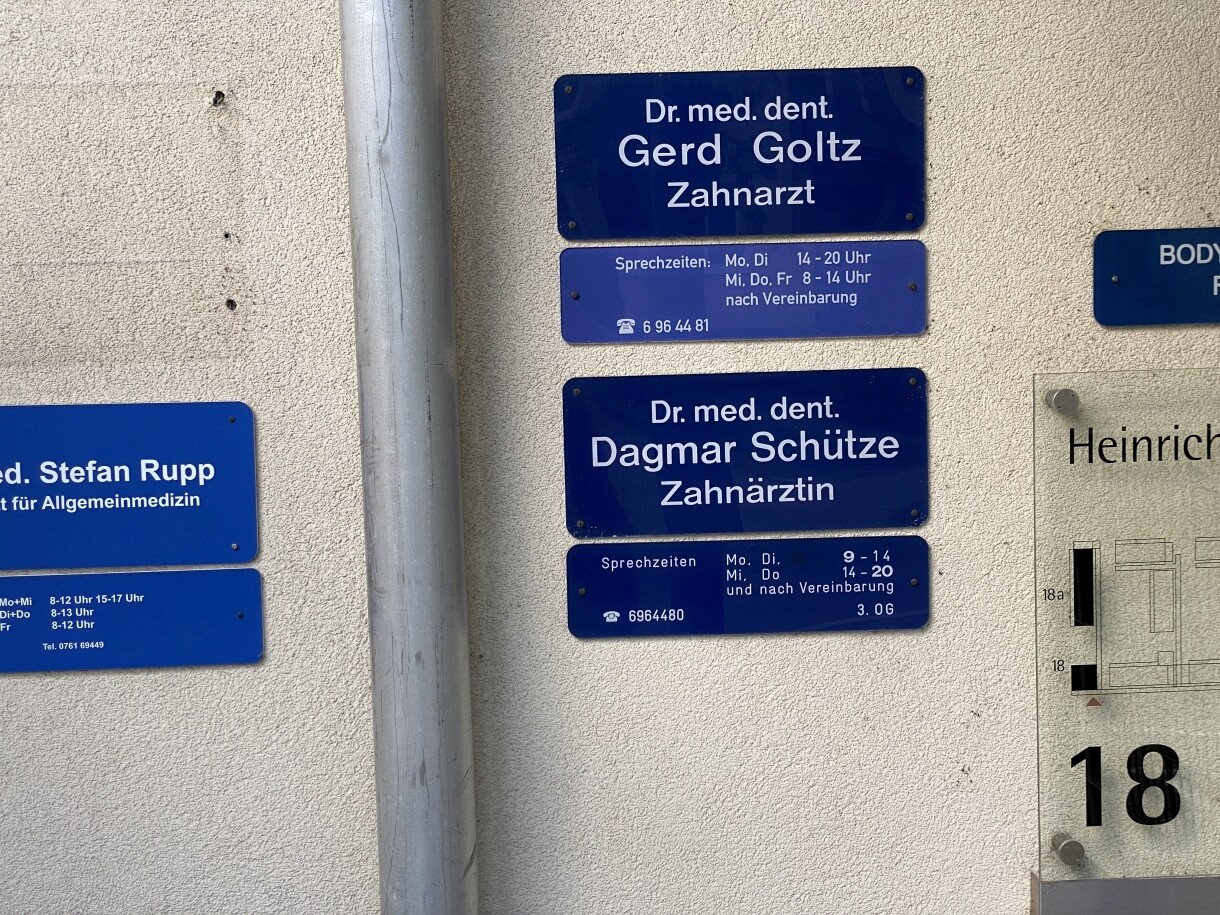 Dr. med. dent.
Gerd Goltz
Zahnarzt
Sprechzeiten: Mo, Di 14 - 20 Uhr
Mi, Do, Fr 8 - 14 Uhr
nach Vereinbarung
☎ 6 96 44 81
Dr. med. dent.
Dagmar Schütze
Zahnärztin
Sprechzeiten Mo. Di. 9 - 14
Mi. Do 14 - 20
und nach Vereinbarung
☎ 6964480 3. OG
Stefan Rupp
für Allgemeinmedizin
Mo+Mi 8-12 Uhr 15-17 Uhr
Di+Do 8-13 Uhr
Fr 8-12 Uhr
Tel. 0761 69449
BODY
Heinrich
18a
18
18